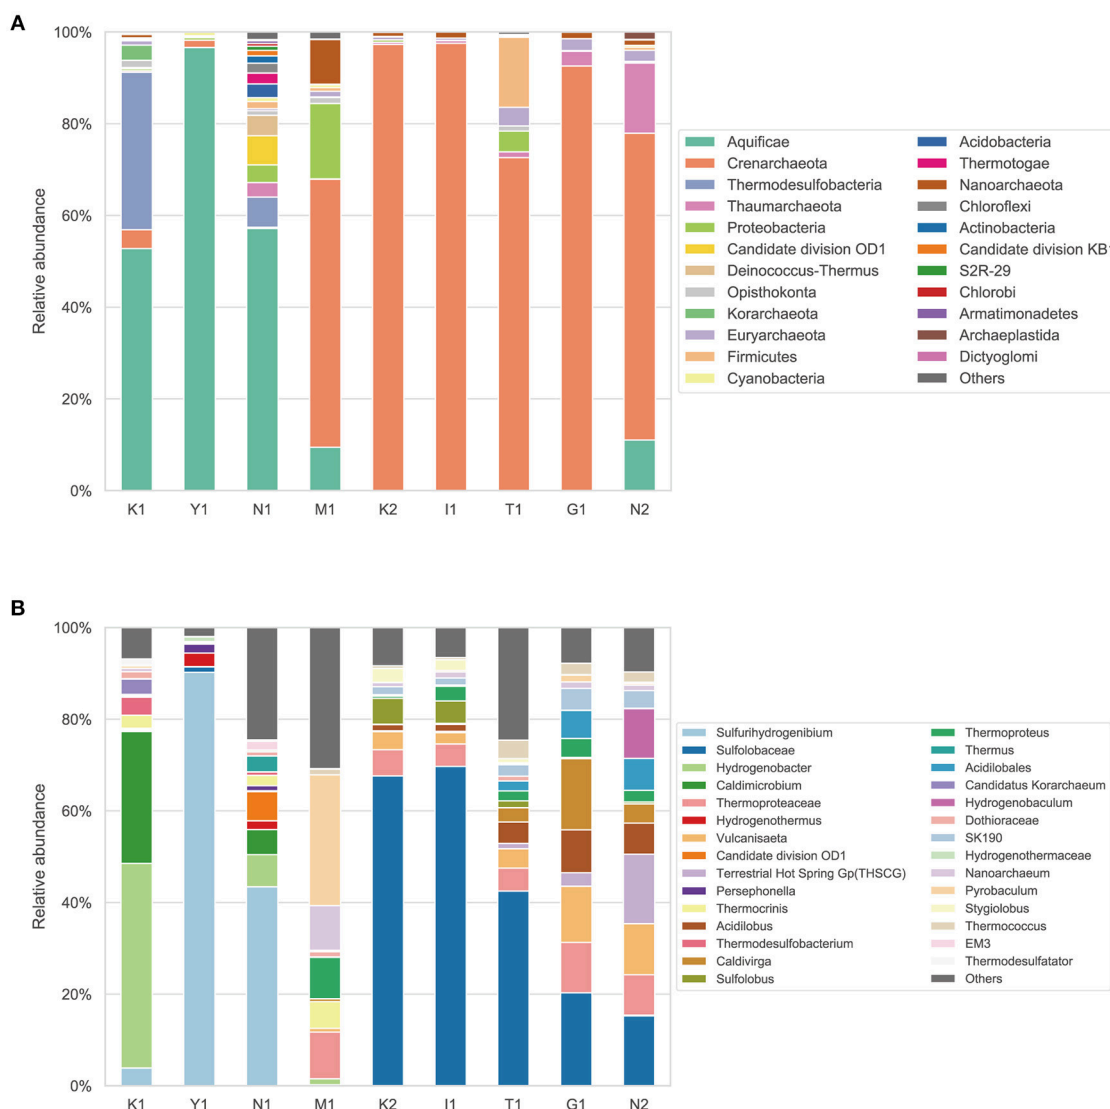 A
100%
80%
60%
40%
20%
0%
Relative abundance
K1 Y1 N1 M1 K2 I1 T1 G1 N2
Aquificae
Crenarchaeota
Thermodesulfobacteria
Thaumarchaeota
Proteobacteria
Candidate division OD1
Deinococcus-Thermus
Opisthokonta
Korarchaeota
Euryarchaeota
Firmicutes
Cyanobacteria
Acidobacteria
Thermotogae
Nanoarchaeota
Chloroflexi
Actinobacteria
Candidate division KB1
S2R-29
Chlorobi
Armatimonadetes
Archaeplastida
Dictyoglomi
Others
B
100%
80%
60%
40%
20%
0%
Relative abundance
K1 Y1 N1 M1 K2 I1 T1 G1 N2
Sulfurihydrogenibium
Sulfolobaceae
Hydrogenobacter
Caldimicrobium
Thermoproteaceae
Hydrogenothermus
Vulcanisaeta
Candidate division OD1
Terrestrial Hot Spring Gp(THSCG)
Persephonella
Thermocrinis
Acidilobus
Thermodesulfobacterium
Caldivirga
Sulfolobus
Thermoproteus
Thermus
Acidilobales
Candidatus Korarchaeum
Hydrogenobaculum
Dothioraceae
SK190
Hydrogenothermaceae
Nanoarchaeum
Pyrobaculum
Stygiolobus
Thermococcus
EM3
Thermodesulfatator
Others